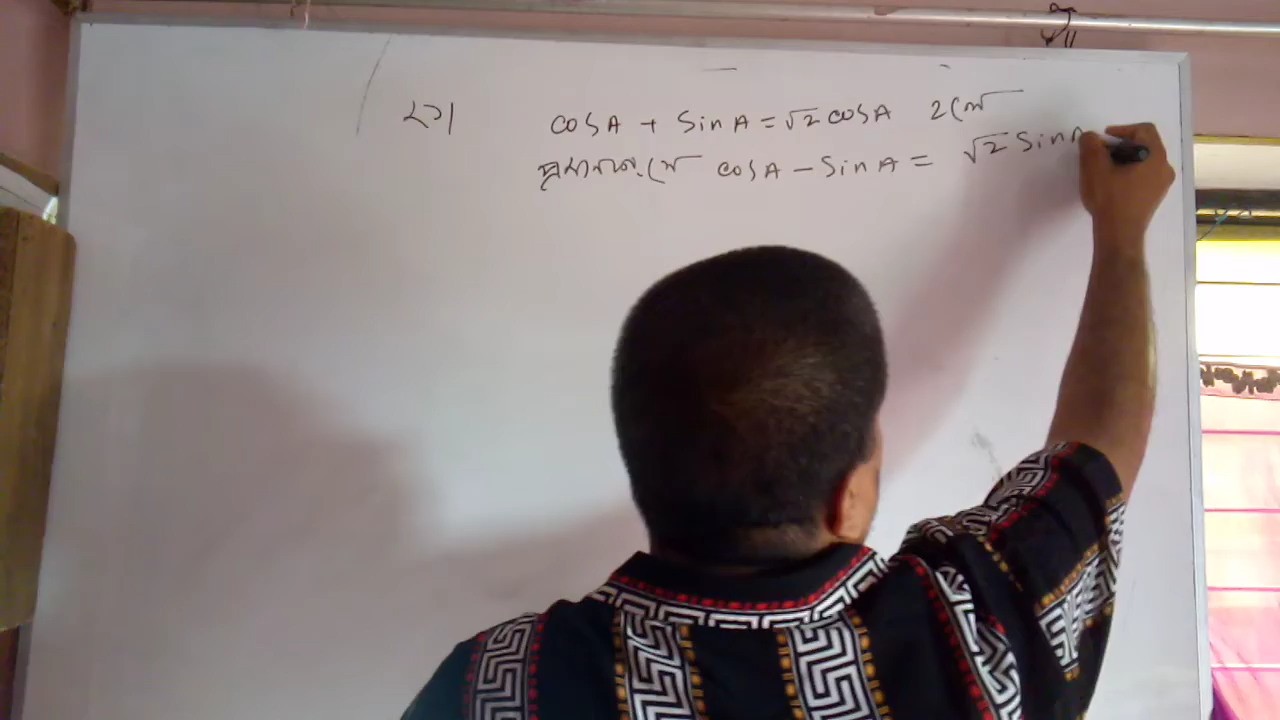 ২১। cosA + sinA = √2 cosA হলে
প্রমাণ কর যে cosA - sinA = √2 sinA